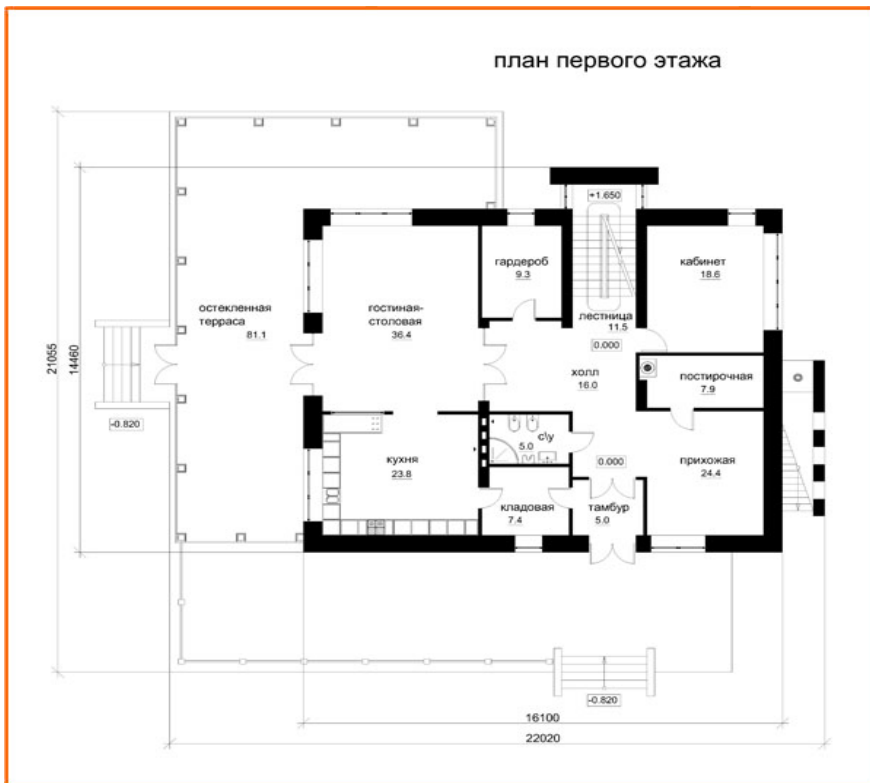 план первого этажа
+1.650
гардероб
9.3
кабинет
18.6
остекленная
терраса
81.1
гостиная-
столовая
36.4
лестница
11.5
0.000
холл
16.0
постирочная
7.9
21055
14460
-0.820
с\у
5.0
кухня
23.8
0.000
прихожая
24.4
кладовая
7.4
тамбур
5.0
-0.820
16100
22020